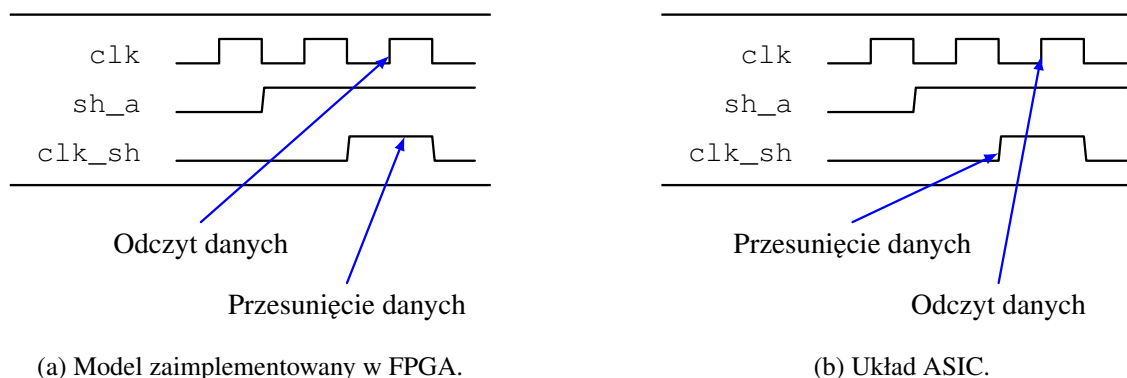 clk
sh_a
clk_sh
Odczyt danych
Przesunięcie danych
(a) Model zaimplementowany w FPGA.
clk
sh_a
clk_sh
Przesunięcie danych
Odczyt danych
(b) Układ ASIC.